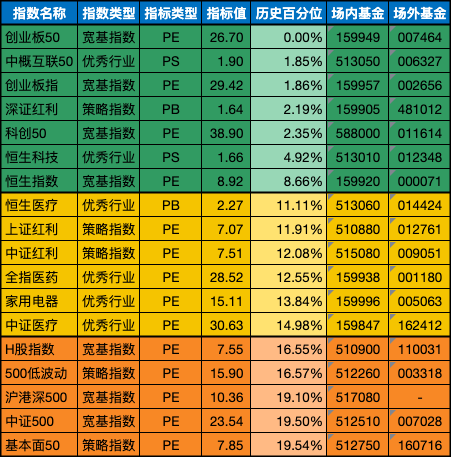 指数名称 指数类型 指标类型 指标值 历史百分位 场内基金 场外基金
创业板50 宽基指数 PE 26.70 0.00% 159949 007464
中概互联50 优秀行业 PS 1.90 1.85% 513050 006327
创业板指 宽基指数 PE 29.42 1.86% 159957 002656
深证红利 策略指数 PB 1.64 2.19% 159905 481012
科创50 宽基指数 PE 38.90 2.35% 588000 011614
恒生科技 优秀行业 PS 1.66 4.92% 513010 012348
恒生指数 宽基指数 PE 8.92 8.66% 159920 000071
恒生医疗 优秀行业 PB 2.27 11.11% 513060 014424
上证红利 策略指数 PE 7.07 11.91% 510880 012761
中证红利 策略指数 PE 7.51 12.08% 515080 009051
全指医药 优秀行业 PE 28.52 12.55% 159938 001180
家用电器 优秀行业 PE 15.11 13.84% 159996 005063
中证医疗 优秀行业 PE 30.63 14.98% 159847 162412
H股指数 宽基指数 PE 7.55 16.55% 510900 110031
500低波动 策略指数 PE 15.90 16.57% 512260 003318
沪港深500 宽基指数 PE 10.36 19.10% 517080 -
中证500 宽基指数 PE 23.54 19.50% 512510 007028
基本面50 策略指数 PE 7.85 19.54% 512750 160716